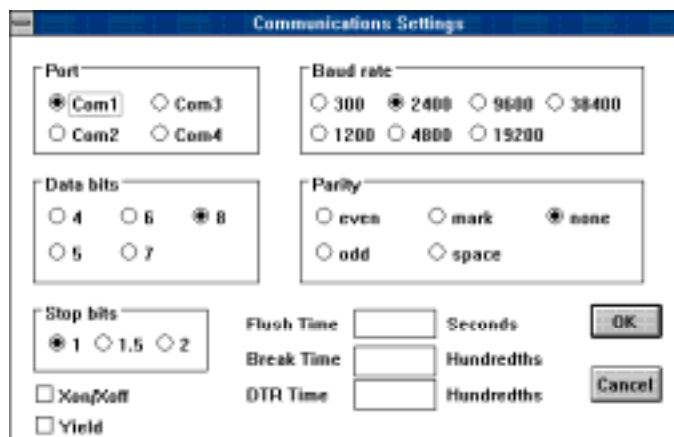 Communications Settings
Port
Com1 Com3
Com2 Com4
Baud rate
300 2400 9600 38400
1200 4800 19200
Data bits
4 6 8
5 7
Parity
even mark none
odd space
Stop bits
1 1.5 2
Xon/Xoff
Yield
Flush Time Seconds
Break Time Hundredths
DTR Time Hundredths
OK
Cancel